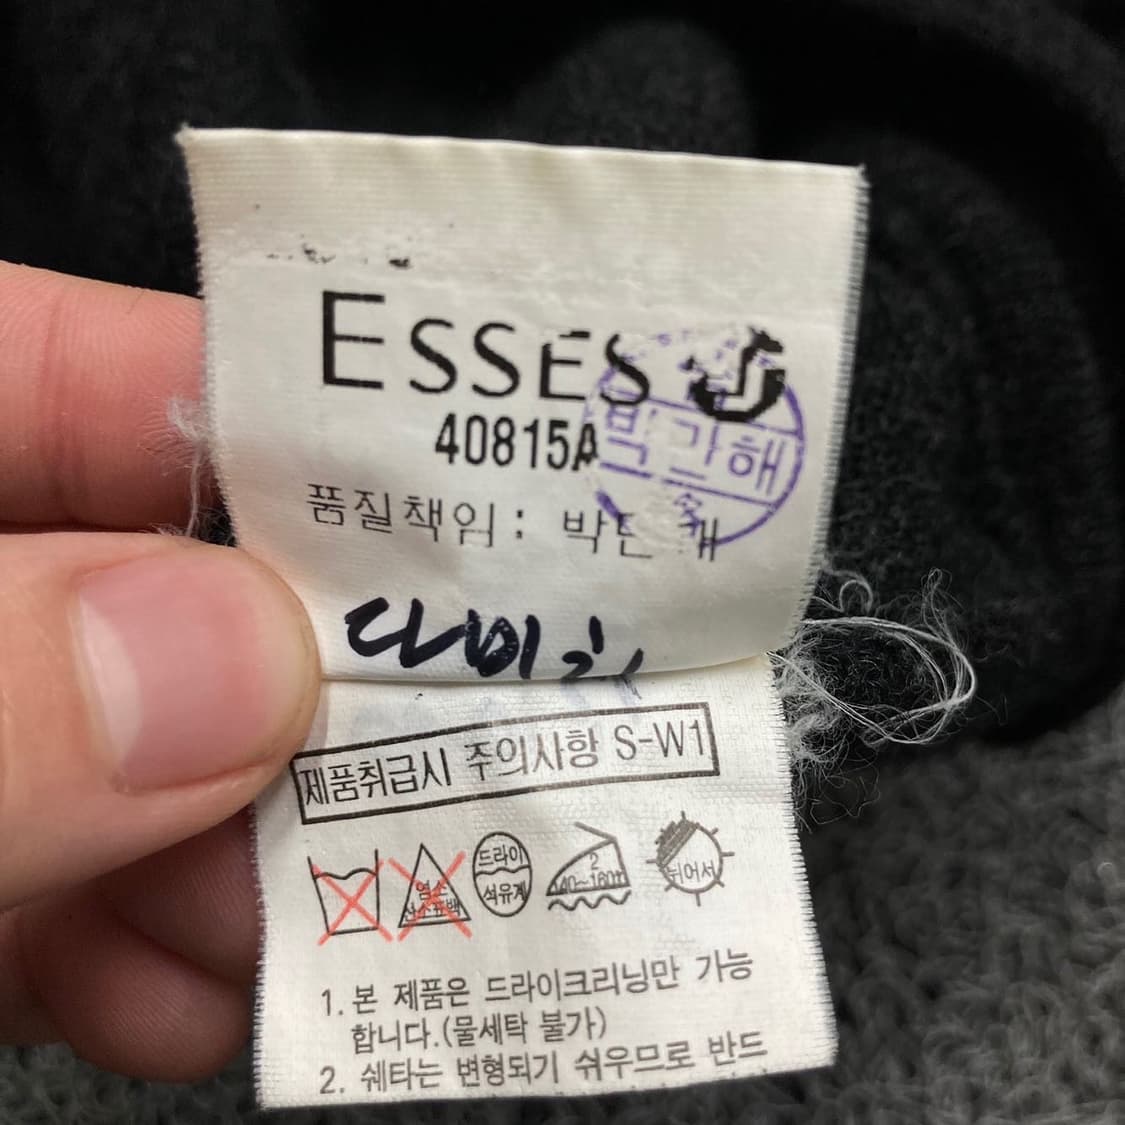 ESSES
40815A
품질책임: 박
제품취급시 주의사항 S-W1
드라이
석유계
2
140~160℃
뉘어서
1. 본 제품은 드라이크리닝만 가능
합니다.(물세탁 불가)
2. 쉐타는 변형되기 쉬우므로 반드